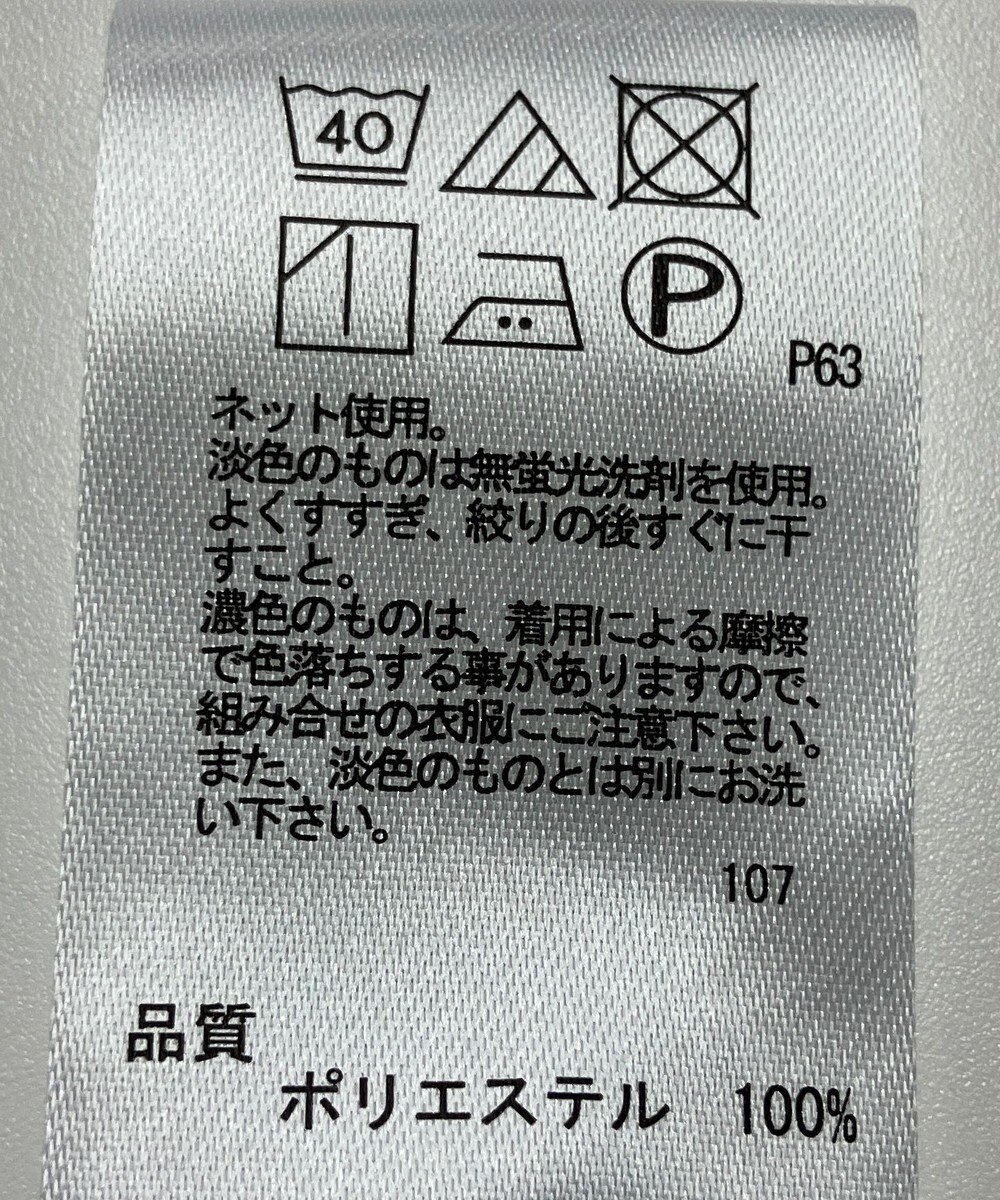 40
P
P63
ネット使用。
淡色のものは無蛍光洗剤を使用。
よくすすぎ、絞りの後すぐに干
すこと。
濃色のものは、着用による摩擦
で色落ちする事がありますので、
組み合せの衣服にご注意下さい。
また、淡色のものとは別にお洗
い下さい。
107
品質
ポリエステル 100%